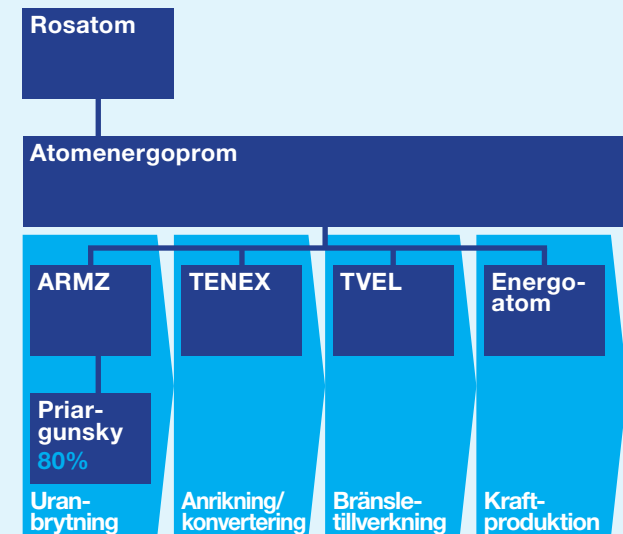 Rosatom
Atomenergoprom
ARMZ
TENEX
TVEL
Energo-
atom
Priar-
gunsky
80%
Uran-
brytning
Anrikning/
konvertering
Bränsle-
tillverkning
Kraft-
produktion